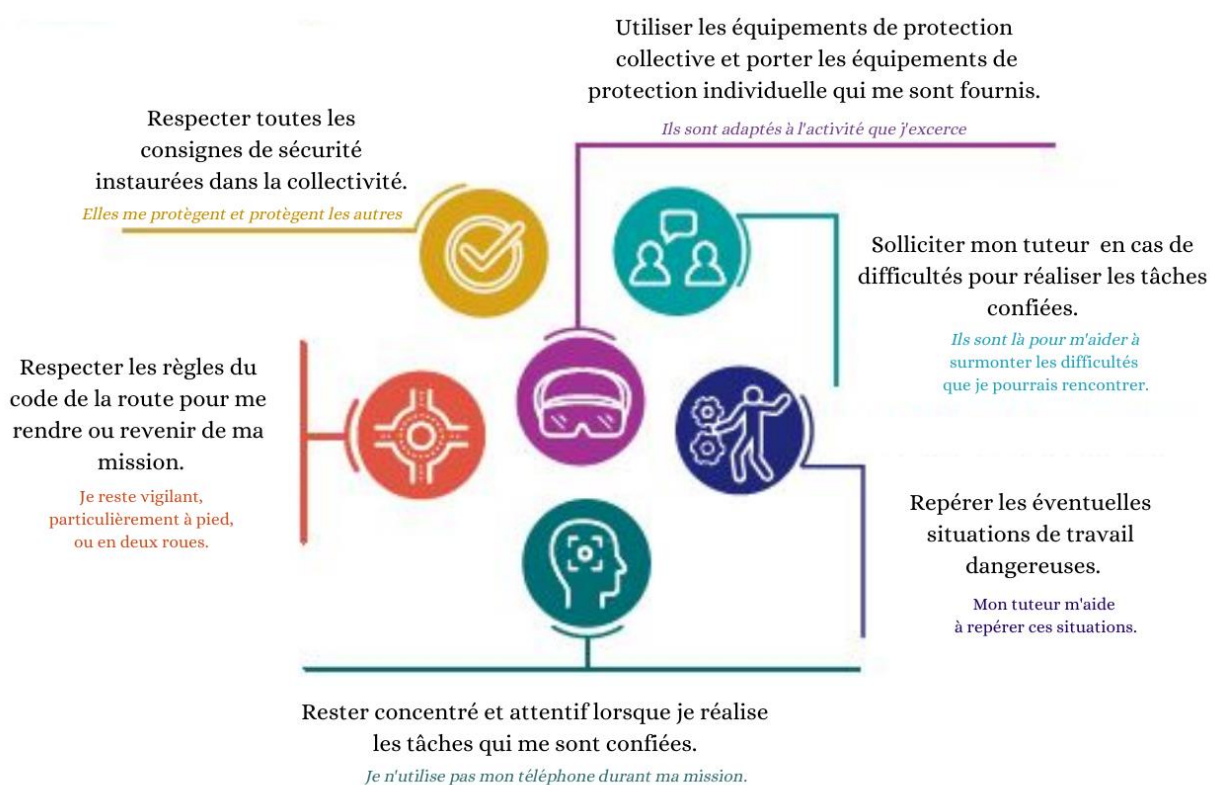 Utiliser les équipements de protection
collective et porter les équipements de
protection individuelle qui me sont fournis.
Ils sont adaptés à l'activité que j'excerce
Respecter toutes les
consignes de sécurité
instaurées dans la collectivité.
Elles me protègent et protègent les autres
Solliciter mon tuteur en cas de
difficultés pour réaliser les tâches
confiées.
Ils sont là pour m'aider à
surmonter les difficultés
que je pourrais rencontrer.
Respecter les règles du
code de la route pour me
rendre ou revenir de ma
mission.
Je reste vigilant,
particulièrement à pied,
ou en deux roues.
Repérer les éventuelles
situations de travail
dangereuses.
Mon tuteur m'aide
à repérer ces situations.
Rester concentré et attentif lorsque je réalise
les tâches qui me sont confiées.
Je n'utilise pas mon téléphone durant ma mission.